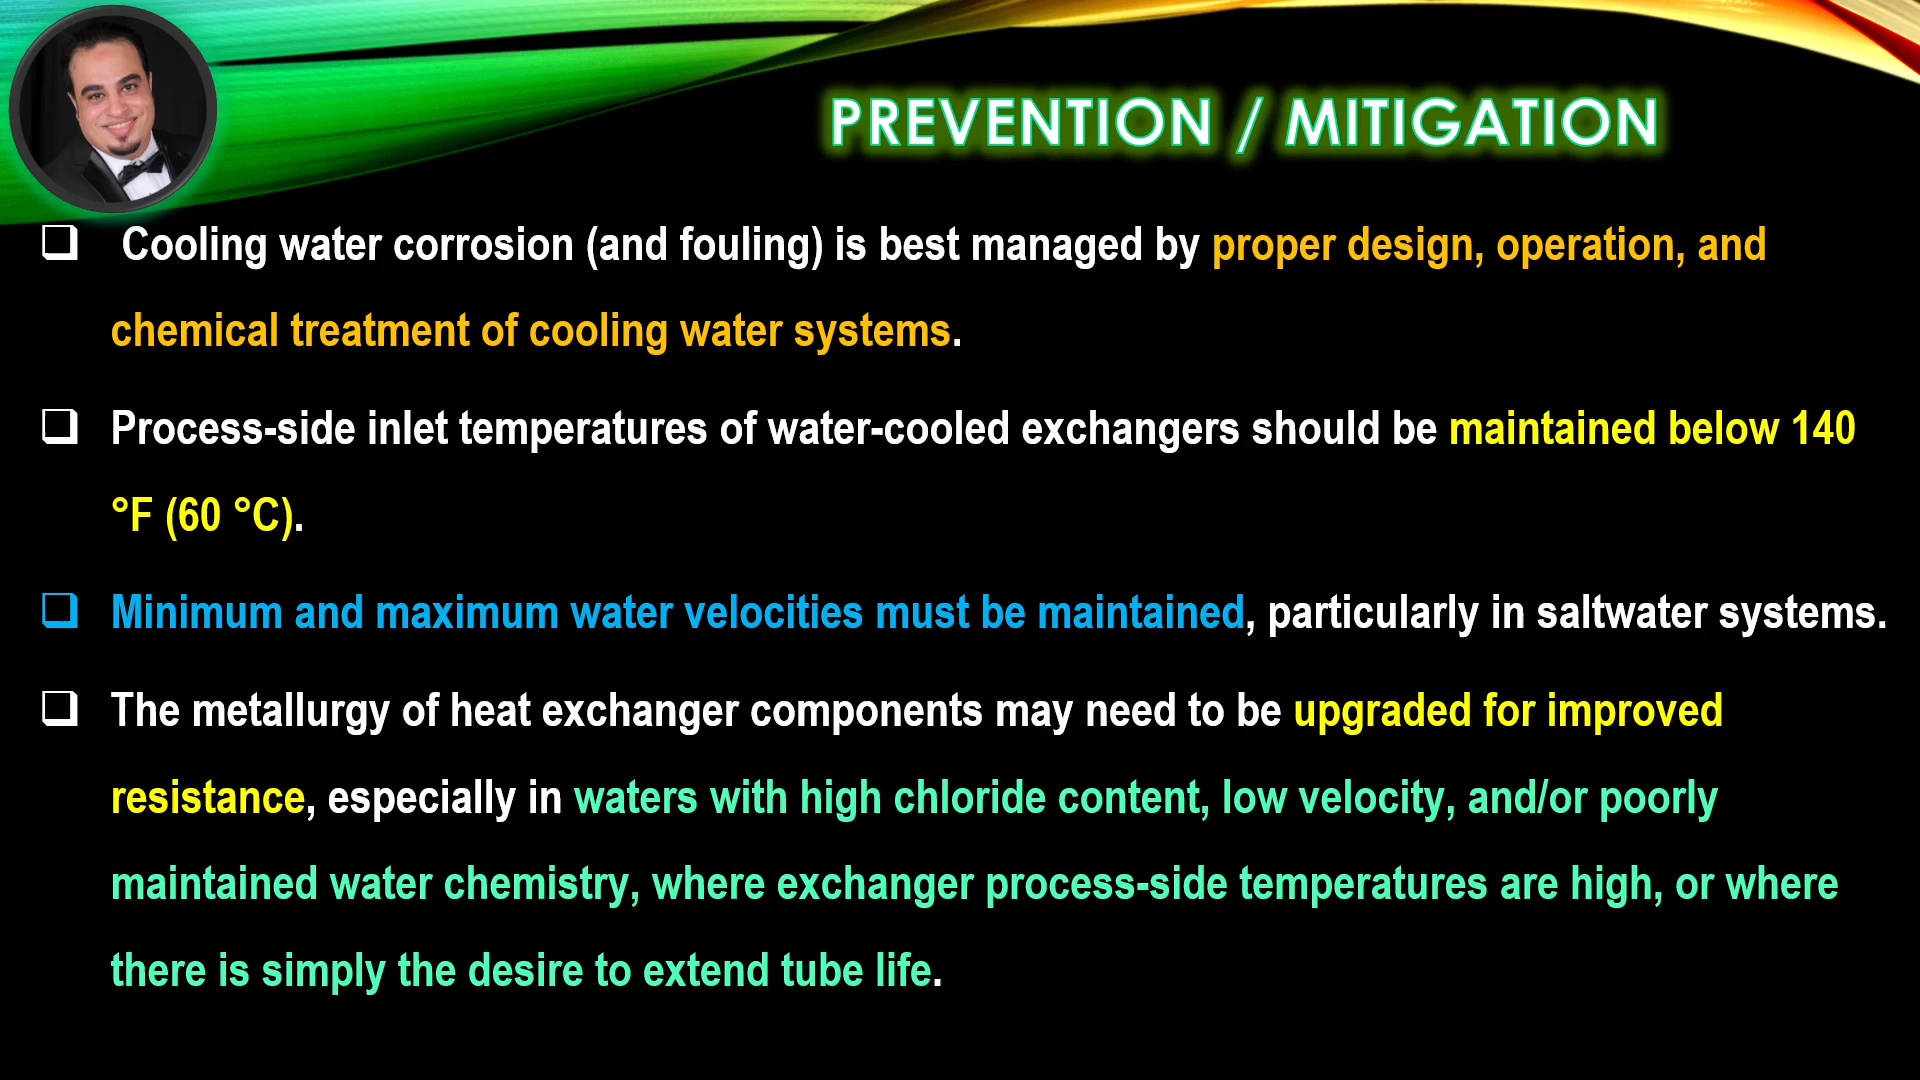 PREVENTION / MITIGATION
❑ Cooling water corrosion (and fouling) is best managed by proper design, operation, and
chemical treatment of cooling water systems.
❑ Process-side inlet temperatures of water-cooled exchangers should be maintained below 140
°F (60 °C).
❑ Minimum and maximum water velocities must be maintained, particularly in saltwater systems.
❑ The metallurgy of heat exchanger components may need to be upgraded for improved
resistance, especially in waters with high chloride content, low velocity, and/or poorly
maintained water chemistry, where exchanger process-side temperatures are high, or where
there is simply the desire to extend tube life.